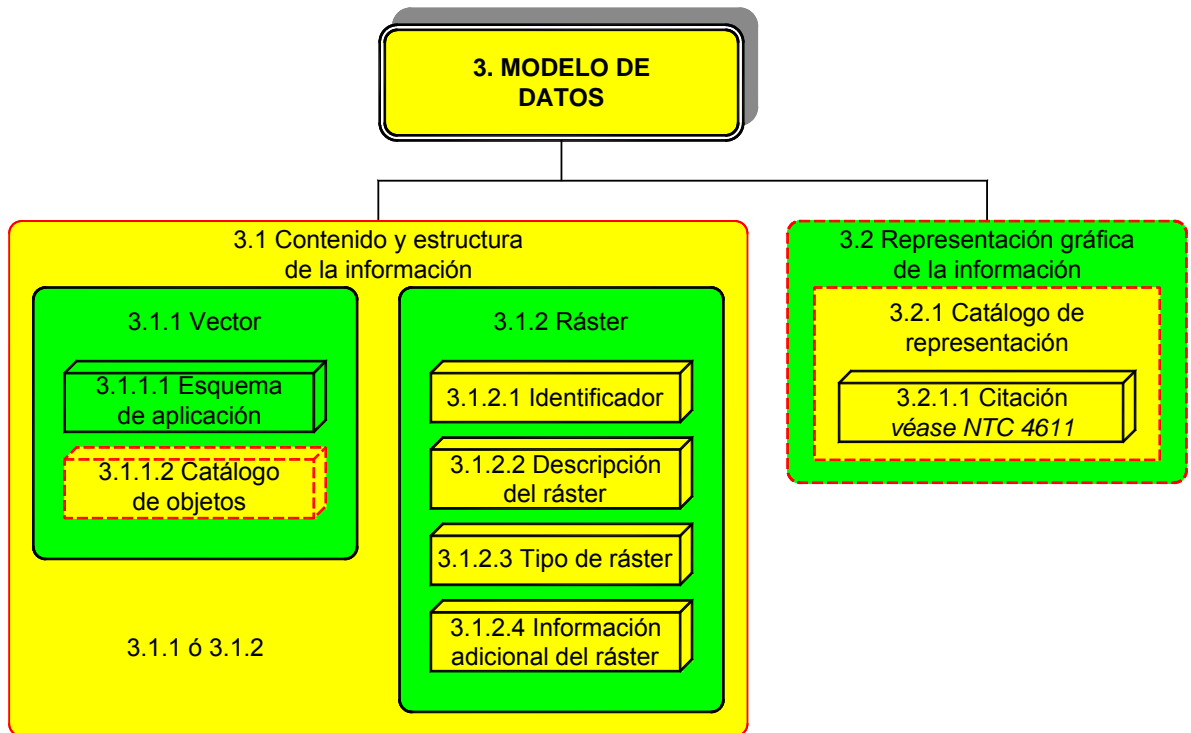 3. MODELO DE
DATOS
3.1 Contenido y estructura
de la información
3.1.1 Vector
3.1.1.1 Esquema
de aplicación
3.1.1.2 Catálogo
de objetos
3.1.1 ó 3.1.2
3.1.2 Ráster
3.1.2.1 Identificador
3.1.2.2 Descripción
del ráster
3.1.2.3 Tipo de ráster
3.1.2.4 Información
adicional del ráster
3.2 Representación gráfica
de la información
3.2.1 Catálogo de
representación
3.2.1.1 Citación
véase NTC 4611